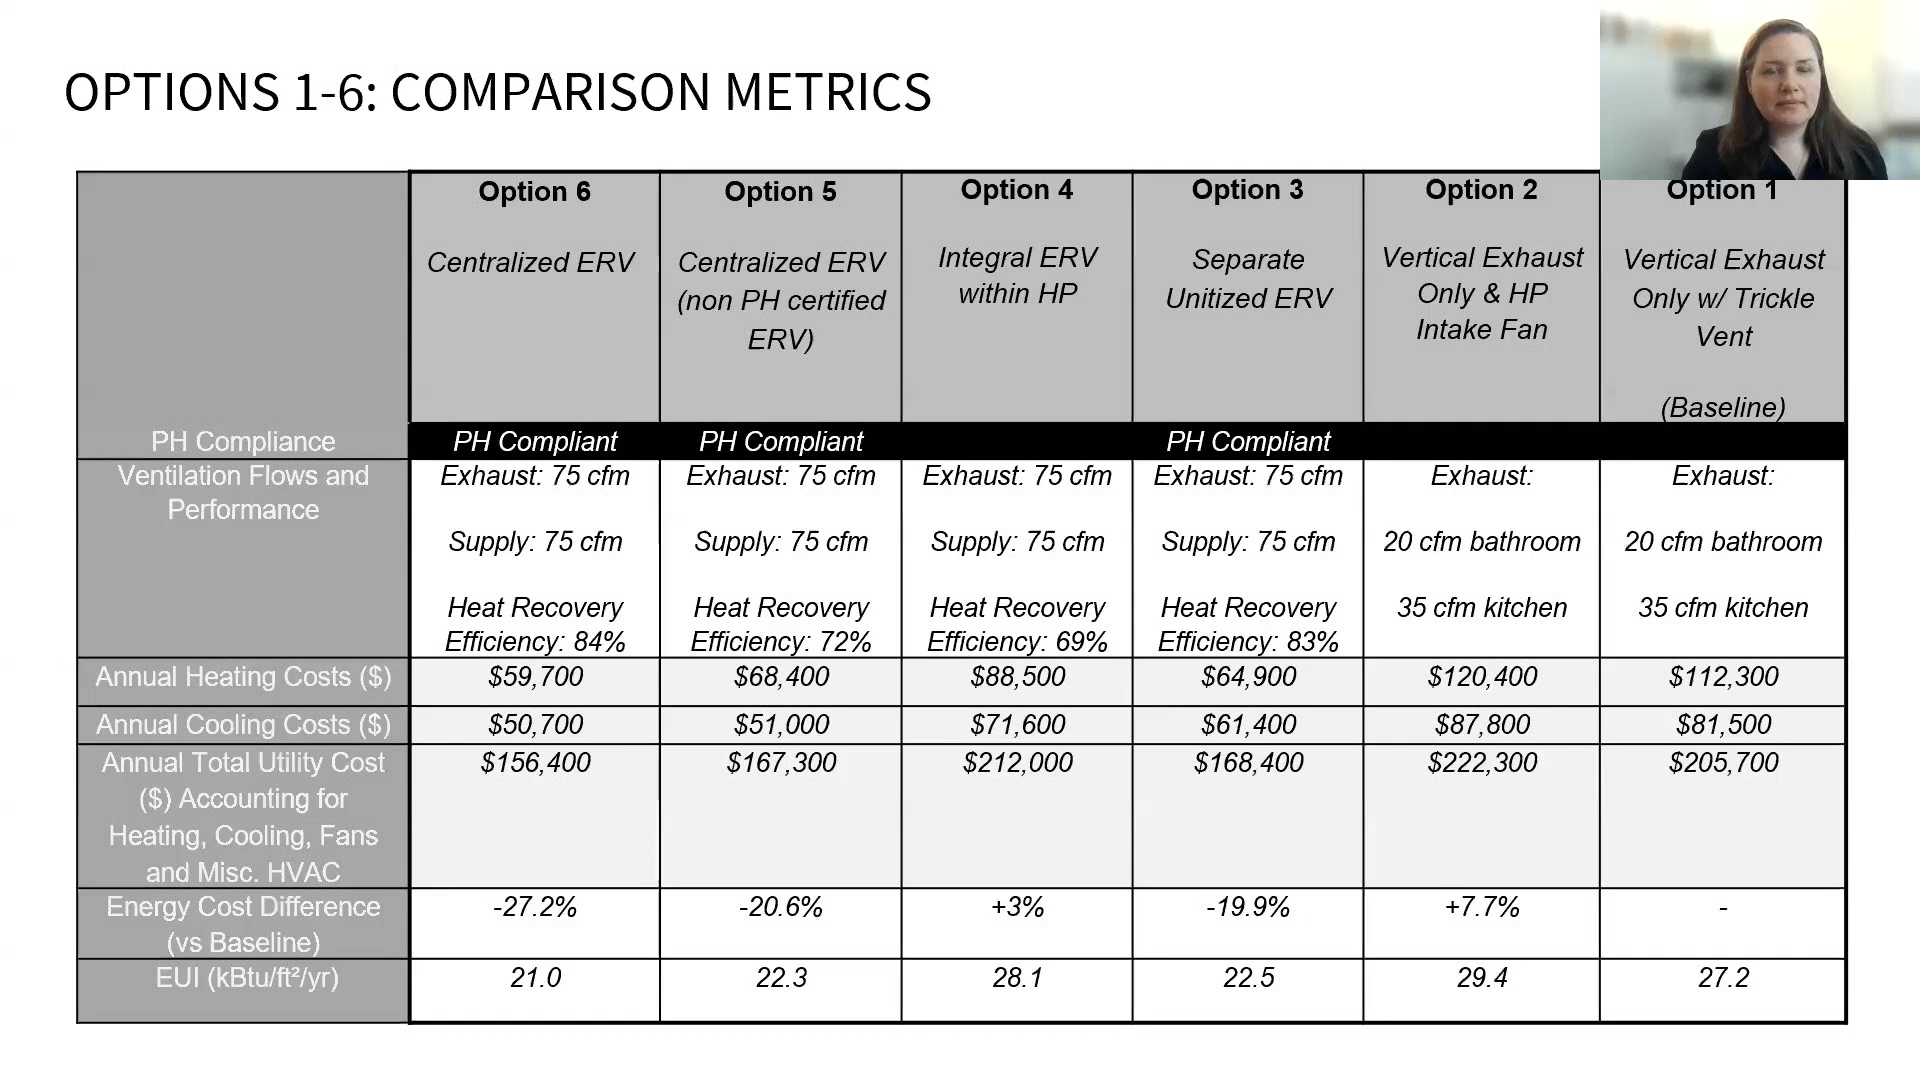 OPTIONS 1-6: COMPARISON METRICS
Option 6
Centralized ERV
Option 5
Centralized ERV
(non PH certified
ERV)
Option 4
Integral ERV
within HP
Option 3
Separate
Unitized ERV
Option 2
Vertical Exhaust
Only & HP
Intake Fan
Option 1
Vertical Exhaust
Only w/ Trickle
Vent
(Baseline)
PH Compliance
PH Compliant
PH Compliant
PH Compliant
Ventilation Flows and
Performance
Exhaust: 75 cfm
Supply: 75 cfm
Heat Recovery
Efficiency: 84%
Exhaust: 75 cfm
Supply: 75 cfm
Heat Recovery
Efficiency: 72%
Exhaust: 75 cfm
Supply: 75 cfm
Heat Recovery
Efficiency: 69%
Exhaust: 75 cfm
Supply: 75 cfm
Heat Recovery
Efficiency: 83%
Exhaust:
20 cfm bathroom
35 cfm kitchen
Exhaust:
20 cfm bathroom
35 cfm kitchen
Annual Heating Costs ($)
$59,700
$68,400
$88,500
$64,900
$120,400
$112,300
Annual Cooling Costs ($)
$50,700
$51,000
$71,600
$61,400
$87,800
$81,500
Annual Total Utility Cost
($) Accounting for
Heating, Cooling, Fans
and Misc. HVAC
$156,400
$167,300
$212,000
$168,400
$222,300
$205,700
Energy Cost Difference
(vs Baseline)
-27.2%
-20.6%
+3%
-19.9%
+7.7%
-
EUI (kBtu/ft²/yr)
21.0
22.3
28.1
22.5
29.4
27.2